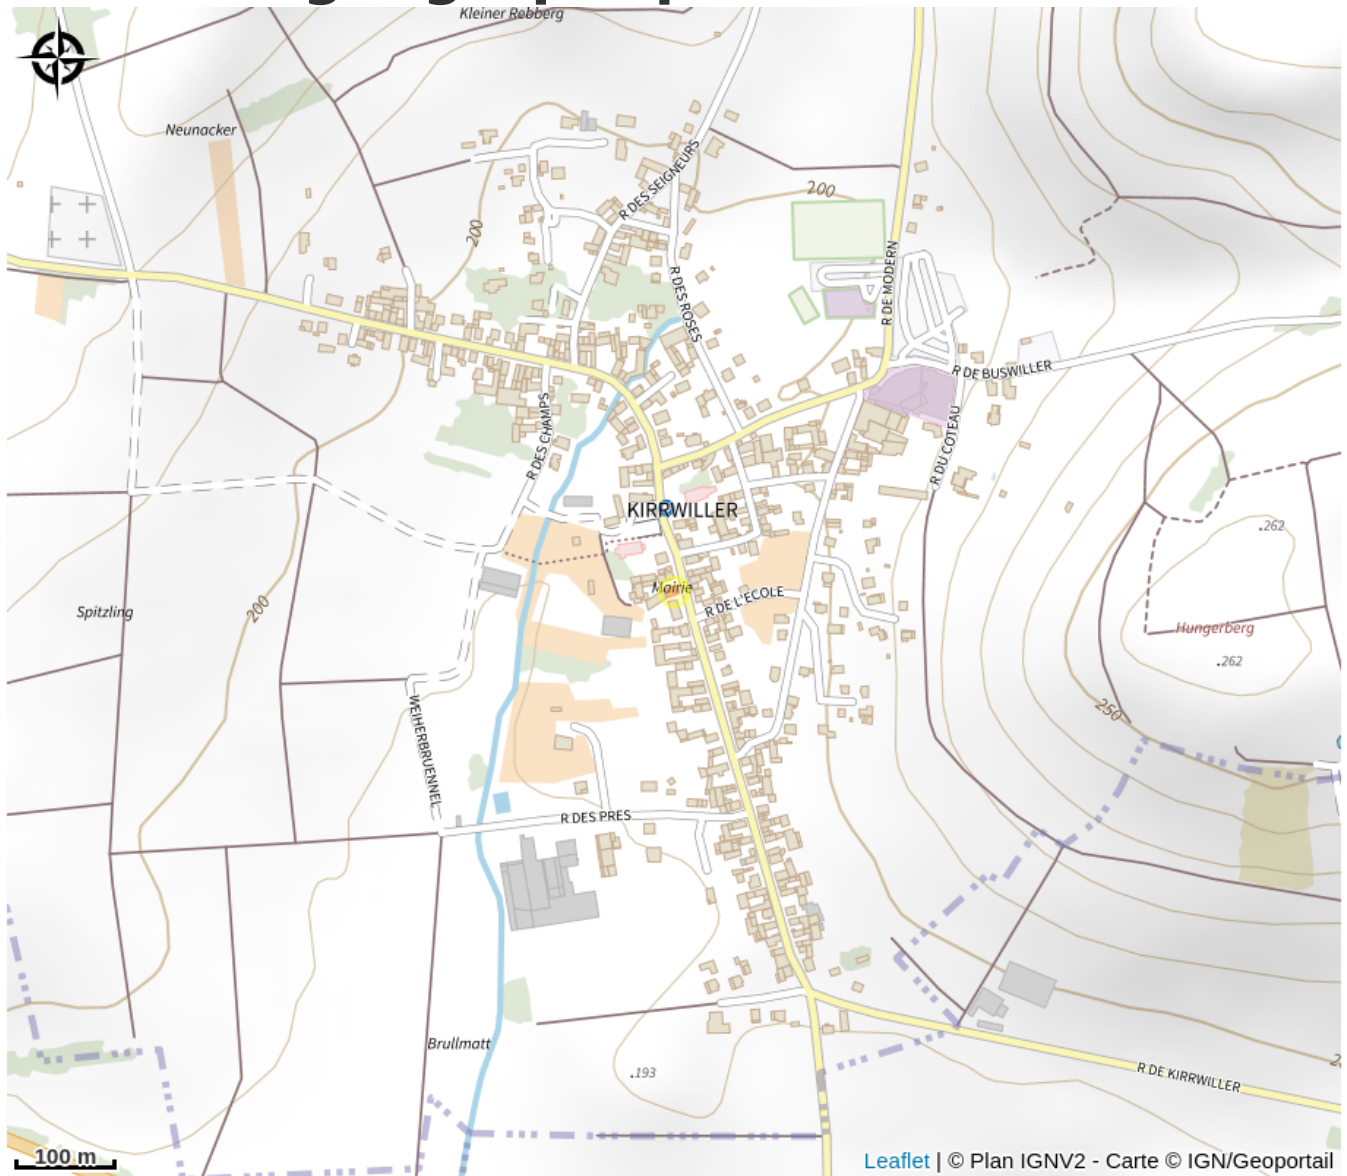 Kleiner Rebberg
Neunacker
R DES SEIGNEURS
200
200
R DE MODERN
R DES ROSES
R DE BUSWILLER
R DES CHAMPS
R DU COTEAU
KIRRWILLER
.262
Mairie
R DE L'ECOLE
200
Spitzling
Hungerberg
.262
250
WEIHERBRUENNEL
R DES PRES
Brullmatt
.193
R DE KIRRWILLER
100 m
Leaflet | © Plan IGNV2 - Carte © IGN/Geoportail